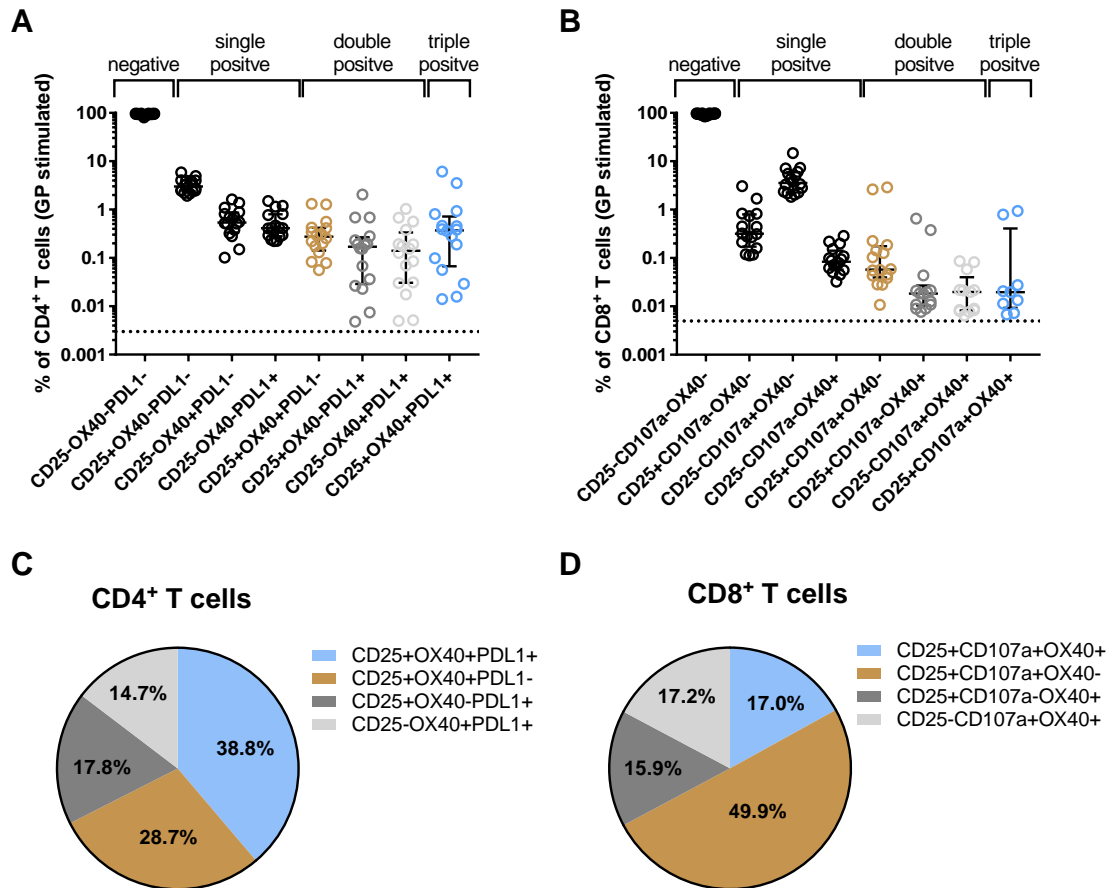 A
negative
single
positve
double
positve
triple
positve
% of CD4+ T cells (GP stimulated)
100
10
1
0.1
0.01
0.001
CD25-OX40-PDL1-
CD25+OX40-PDL1-
CD25-OX40+PDL1-
CD25-OX40-PDL1+
CD25+OX40+PDL1-
CD25+OX40-PDL1+
CD25-OX40+PDL1+
CD25+OX40+PDL1+
B
negative
single
positve
double
positve
triple
positve
% of CD8+ T cells (GP stimulated)
100
10
1
0.1
0.01
0.001
CD25-CD107a-OX40-
CD25+CD107a-OX40-
CD25-CD107a+OX40-
CD25-CD107a-OX40+
CD25+CD107a+OX40-
CD25+CD107a-OX40+
CD25-CD107a+OX40+
CD25+CD107a+OX40+
C
CD4+ T cells
14.7%
38.8%
17.8%
28.7%
CD25+OX40+PDL1+
CD25+OX40+PDL1-
CD25+OX40-PDL1+
CD25-OX40+PDL1+
D
CD8+ T cells
17.2%
17.0%
15.9%
49.9%
CD25+CD107a+OX40+
CD25+CD107a+OX40-
CD25+CD107a-OX40+
CD25-CD107a+OX40+